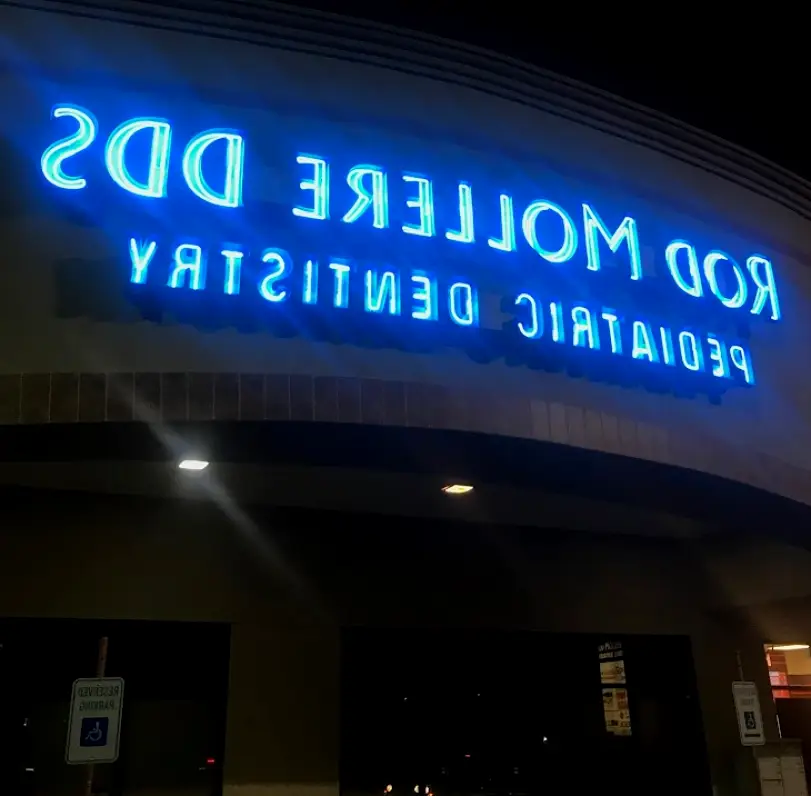 ROD MOLLERE DDS
PEDIATRIC DENTISTRY
RESERVED
PARKING